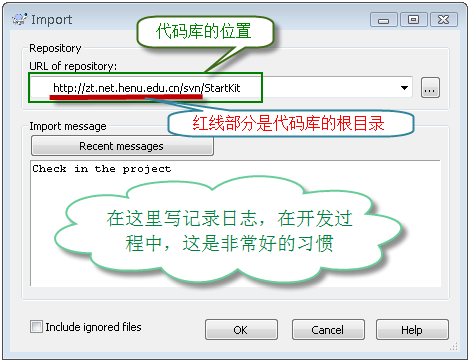 Import
代码库的位置
Repository
URL of repository:
http://zt.net.henu.edu.cn/svn/StartKit
...
红线部分是代码库的根目录
Import message
Recent messages
Check in the project
在这里写记录日志，在开发过
程中，这是非常好的习惯
Include ignored files
OK
Cancel
Help